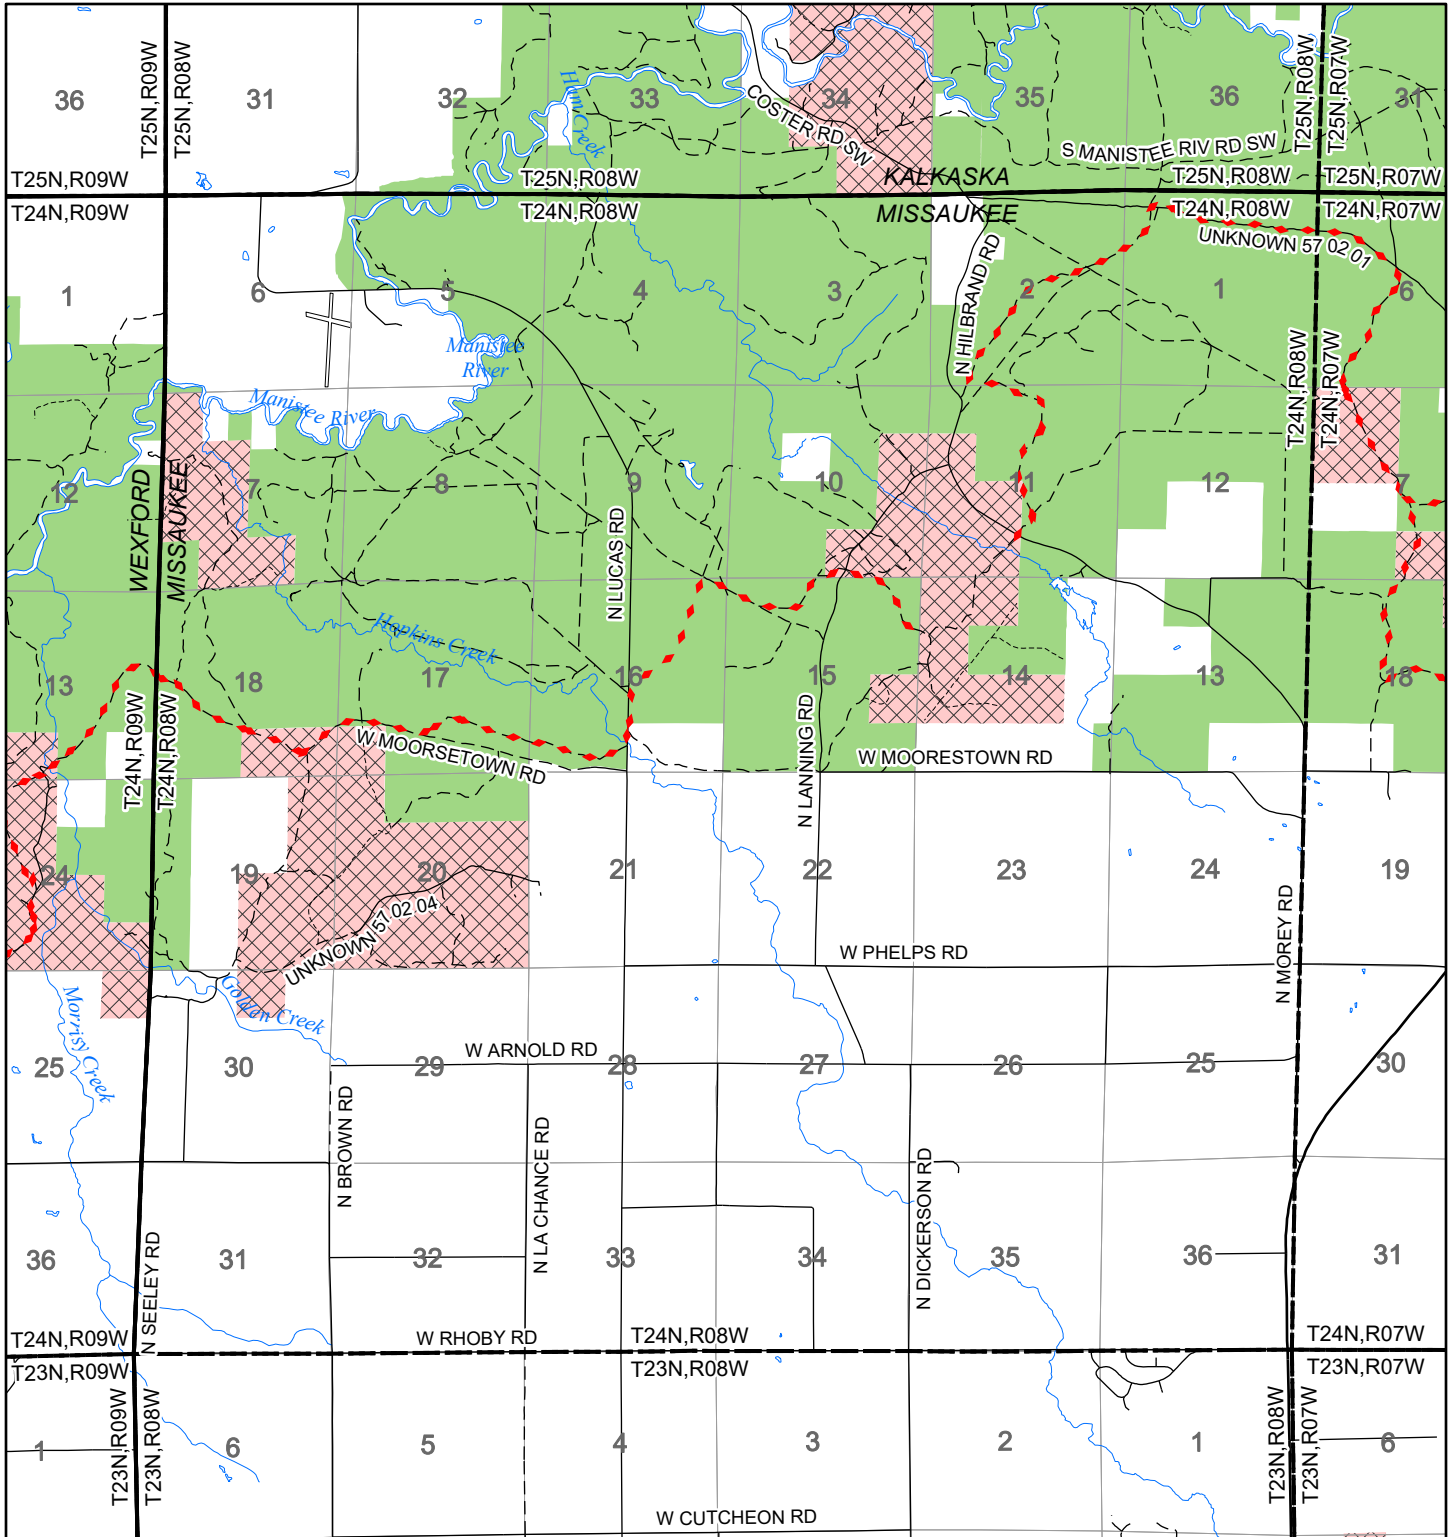 T25N,R09W
T25N,R08W
T25N,R08W
T25N,R07W
36
31
32
33
34
35
36
31
Ham Creek
COSTER RD SW
S MANISTEE RIV RD SW
T25N,R09W
T25N,R08W
KALKASKA
T25N,R08W
T25N,R07W
T24N,R09W
T24N,R08W
MISSAUKEE
T24N,R08W
T24N,R07W
UNKNOWN 57 02 01
N HILBRAND RD
1
6
5
4
3
2
1
6
Manistee
River
Manistee River
T24N,R08W
T24N,R07W
WEXFORD
MISSAUKEE
12
7
8
9
10
11
12
7
N LUCAS RD
Hopkins Creek
13
18
17
16
15
14
13
18
T24N,R09W
T24N,R08W
W MOORSETOWN RD
N LANNING RD
W MOORESTOWN RD
24
19
20
21
22
23
24
19
UNKNOWN 57 02 04
W PHELPS RD
N MOREY RD
Morrisy Creek
Golden Creek
W ARNOLD RD
25
30
29
28
27
26
25
30
N BROWN RD
N LA CHANCE RD
N DICKERSON RD
36
31
32
33
34
35
36
31
N SEELEY RD
T24N,R09W
W RHOBY RD
T24N,R08W
T24N,R07W
T23N,R09W
T23N,R08W
T23N,R07W
T23N,R09W
T23N,R08W
T23N,R08W
T23N,R07W
1
6
5
4
3
2
1
6
W CUTCHEON RD